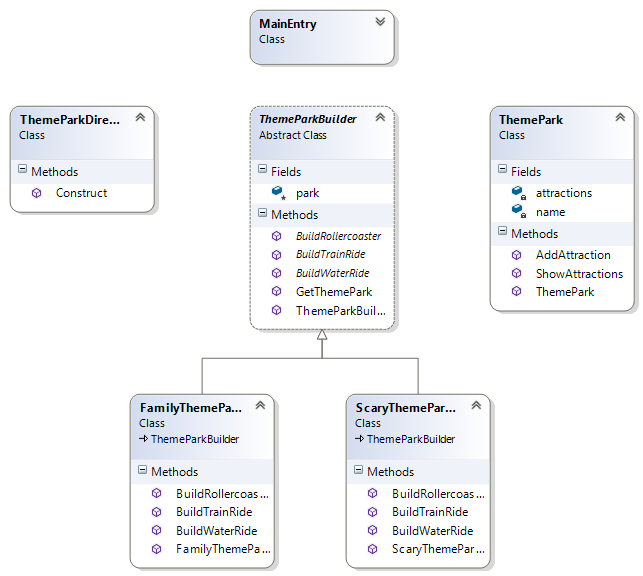 MainEntry
Class
ThemeParkDire...
Class
Methods
Construct
ThemeParkBuilder
Abstract Class
Fields
park
Methods
BuildRollercoaster
BuildTrainRide
BuildWaterRide
GetThemePark
ThemeParkBuil...
ThemePark
Class
Fields
attractions
name
Methods
AddAttraction
ShowAttractions
ThemePark
FamilyThemePa...
Class
ThemeParkBuilder
Methods
BuildRollercoas...
BuildTrainRide
BuildWaterRide
FamilyThemePa...
ScaryThemePar...
Class
ThemeParkBuilder
Methods
BuildRollercoas...
BuildTrainRide
BuildWaterRide
ScaryThemePar...